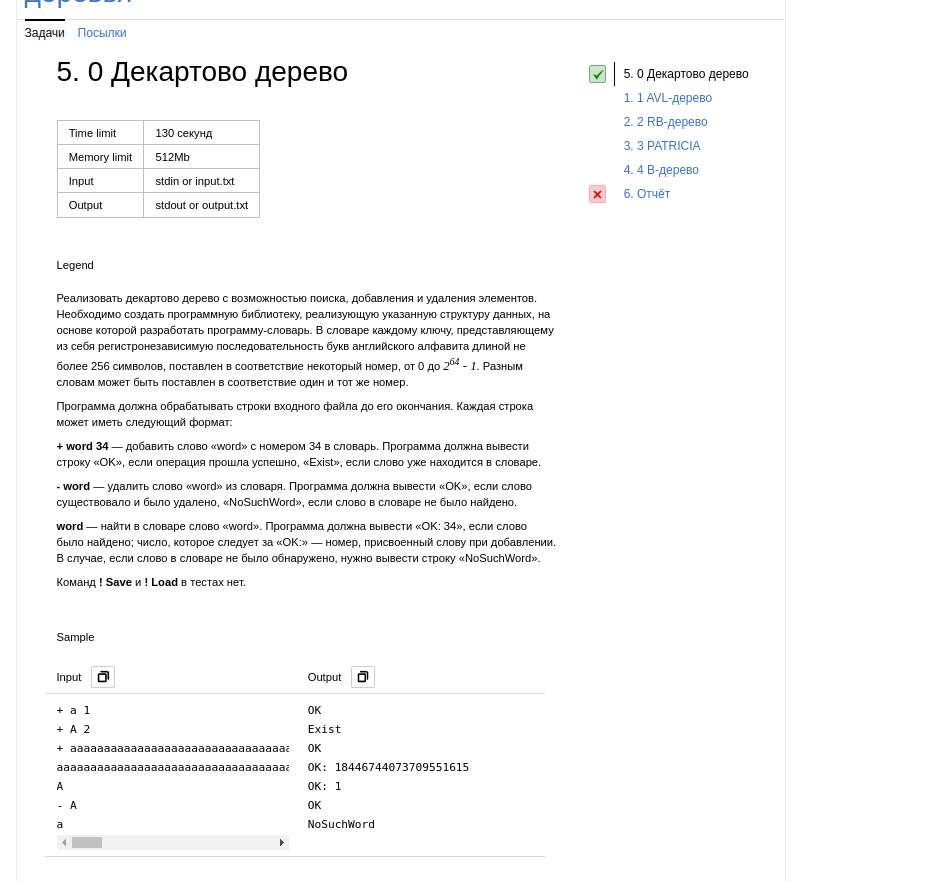 деревья
Задачи Посылки
5. 0 Декартово дерево
Time limit 130 секунд
Memory limit 512Mb
Input stdin or input.txt
Output stdout or output.txt
5. 0 Декартово дерево
1. 1 AVL-дерево
2. 2 RB-дерево
3. 3 PATRICIA
4. 4 B-дерево
6. Отчёт
Legend
Реализовать декартово дерево с возможностью поиска, добавления и удаления элементов.
Необходимо создать программную библиотеку, реализующую указанную структуру данных, на
основе которой разработать программу-словарь. В словаре каждому ключу, представляющему
из себя регистронезависимую последовательность букв английского алфавита длиной не
более 256 символов, поставлен в соответствие некоторый номер, от 0 до 2^64 - 1. Разным
словам может быть поставлен в соответствие один и тот же номер.
Программа должна обрабатывать строки входного файла до его окончания. Каждая строка
может иметь следующий формат:
+ word 34 — добавить слово «word» с номером 34 в словарь. Программа должна вывести
строку «OK», если операция прошла успешно, «Exist», если слово уже находится в словаре.
- word — удалить слово «word» из словаря. Программа должна вывести «OK», если слово
существовало и было удалено, «NoSuchWord», если слово в словаре не было найдено.
word — найти в словаре слово «word». Программа должна вывести «OK: 34», если слово
было найдено; число, которое следует за «OK:» — номер, присвоенный слову при добавлении.
В случае, если слово в словаре не было обнаружено, нужно вывести строку «NoSuchWord».
Команд ! Save и ! Load в тестах нет.
Sample
Input Output
+ a 1 OK
+ A 2 Exist
+ aaaaaaaaaaaaaaaaaaaaaaaaaaaaaaaaa OK
aaaaaaaaaaaaaaaaaaaaaaaaaaaaaaaaaaa OK: 18446744073709551615
A OK: 1
- A OK
a NoSuchWord